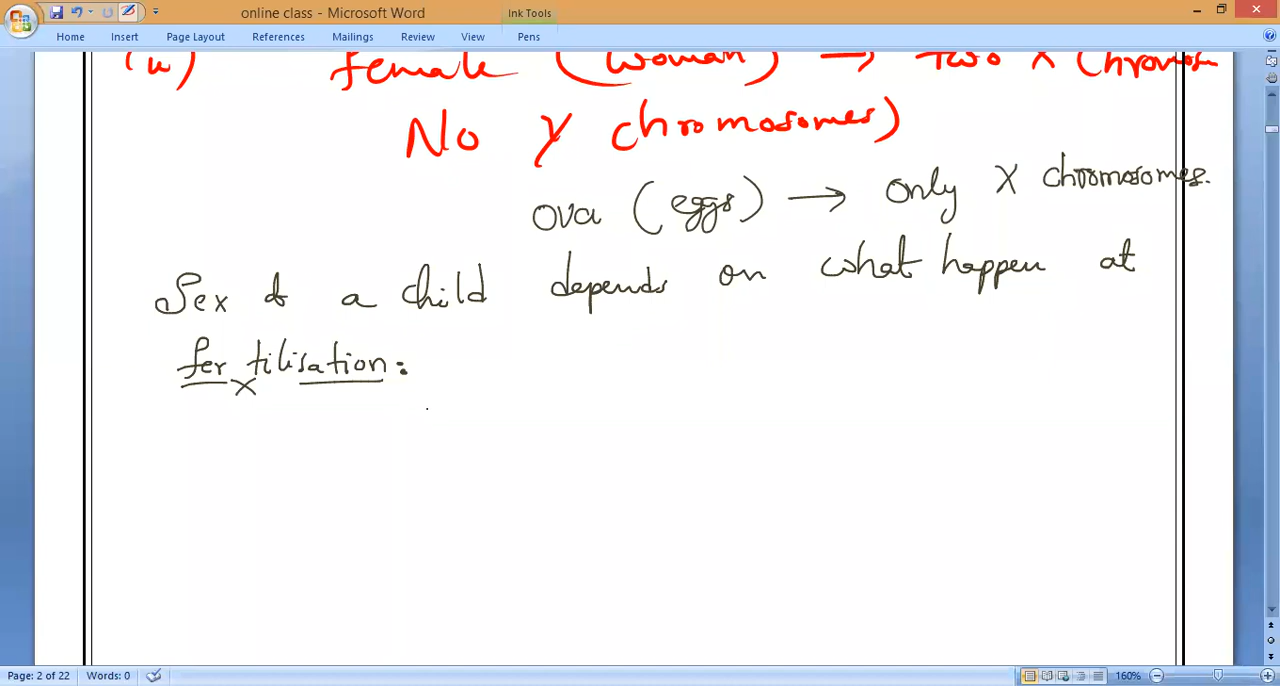 online class - Microsoft Word
Ink Tools
Home Insert Page Layout References Mailings Review View Pens
female (woman) → two X chromosom
No Y chromosomes)
ova (eggs) → only X chromosomes.
Sex of a child depends on what happen at
fertilisation:
X
Page: 2 of 22 Words: 0 160%